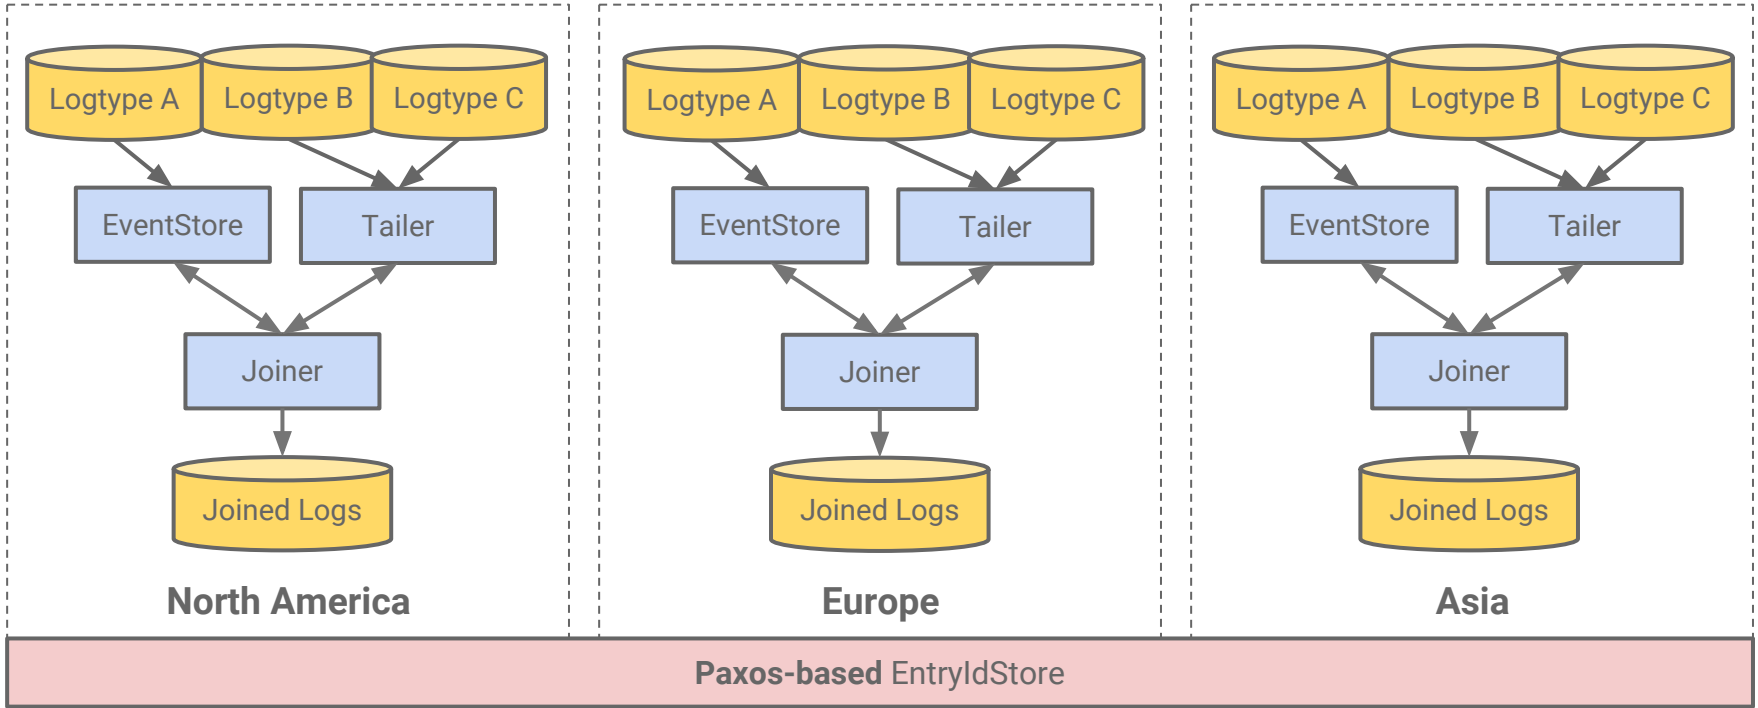 Logtype A
Logtype B
Logtype C
EventStore
Tailer
Joiner
Joined Logs
North America
Logtype A
Logtype B
Logtype C
EventStore
Tailer
Joiner
Joined Logs
Europe
Logtype A
Logtype B
Logtype C
EventStore
Tailer
Joiner
Joined Logs
Asia
Paxos-based EntryIdStore